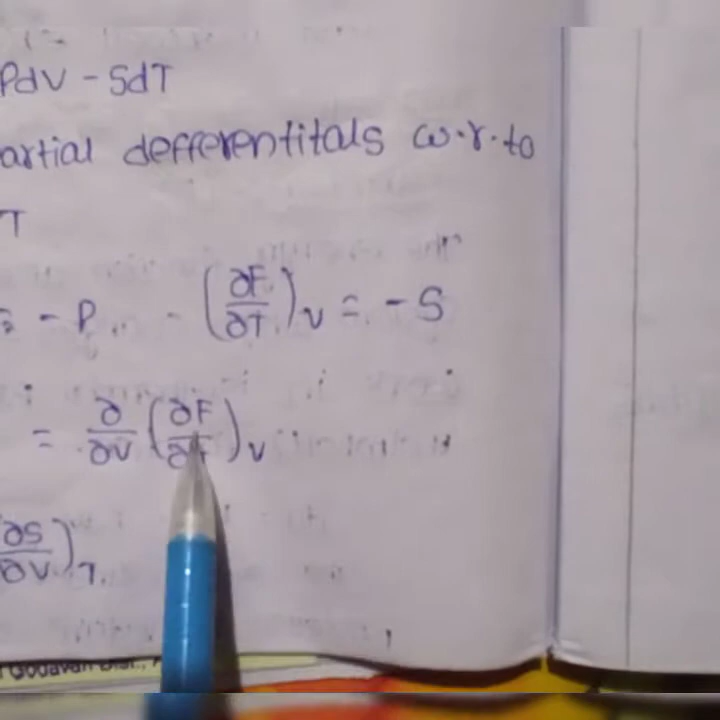 PdV - SdT
artial defferentitals w.r.to
T
= - P. - (∂F/∂T)V = - S
= ∂/∂V (∂F/∂T)V
∂S/∂V)T.